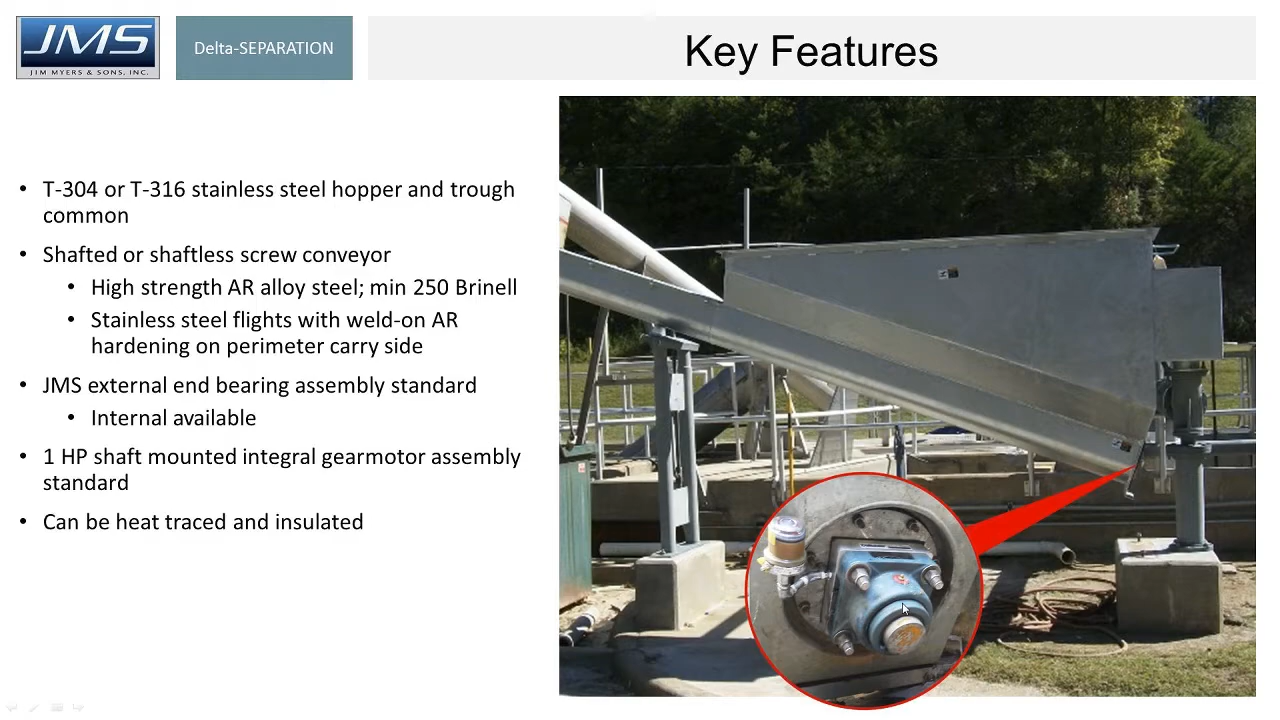 JMS
JIM MYERS & SONS, INC.
Delta-SEPARATION
Key Features
• T-304 or T-316 stainless steel hopper and trough
common
• Shafted or shaftless screw conveyor
• High strength AR alloy steel; min 250 Brinell
• Stainless steel flights with weld-on AR
hardening on perimeter carry side
• JMS external end bearing assembly standard
• Internal available
• 1 HP shaft mounted integral gearmotor assembly
standard
• Can be heat traced and insulated